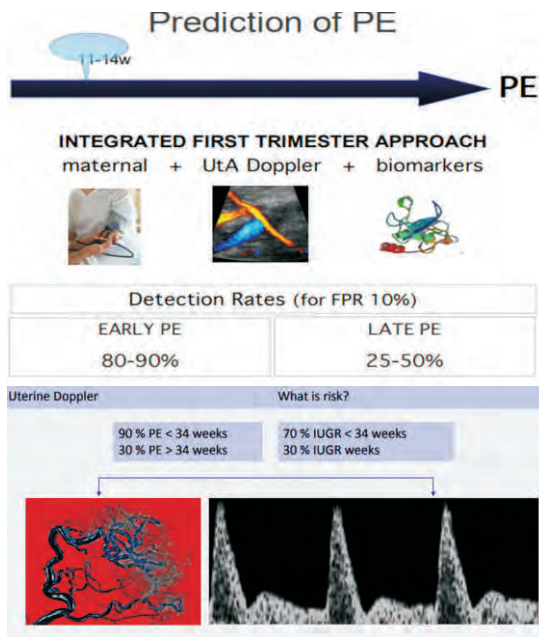 Prediction of PE
11-14w
PE
INTEGRATED FIRST TRIMESTER APPROACH
maternal + UtA Doppler + biomarkers
Detection Rates (for FPR 10%)
EARLY PE
LATE PE
80-90%
25-50%
Uterine Doppler
What is risk?
90 % PE < 34 weeks
30 % PE > 34 weeks
70 % IUGR < 34 weeks
30 % IUGR weeks